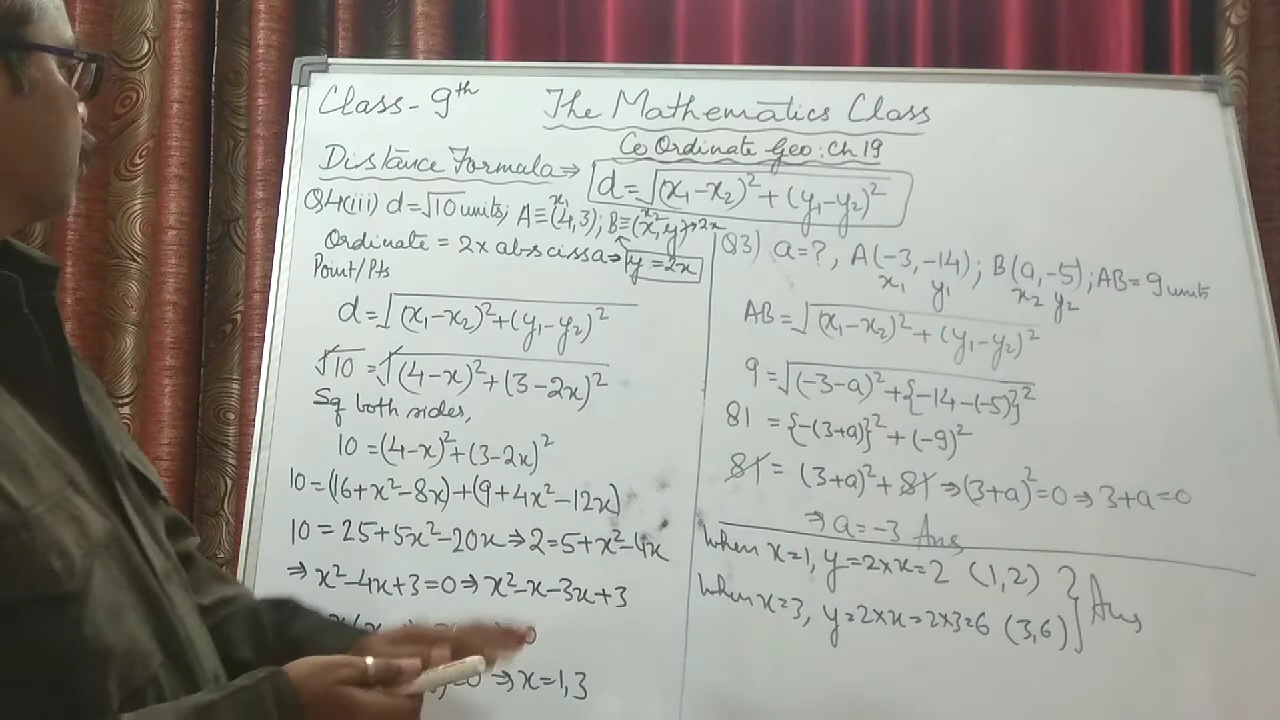 Class- 9th
The Mathematics Class
Co Ordinate Geo: Ch 19
Distance Formula ⇒ d=√(x₁-x₂)²+(y₁-y₂)²
Q4(iii) d=√10 units; A≡(4,3); B≡(x,y)→2x
x₁ x₂
Ordinate = 2x abscissa ⇒ y=2x
Point/Pts
d=√(x₁-x₂)²+(y₁-y₂)²
√10 =√(4-x)²+(3-2x)²
Sq both sides,
10=(4-x)²+(3-2x)²
10=(16+x²-8x)+(9+4x²-12x)
10=25+5x²-20x⇒2=5+x²-4x
⇒ x²-4x+3=0⇒x²-x-3x+3
=0 ⇒x=1,3
Q3) a=?, A(-3,-14); B(a,-5); AB=9 units
x₁ y₁ x₂ y₂
AB=√(x₁-x₂)²+(y₁-y₂)²
9=√(-3-a)²+{-14-(-5)}²
81 ={-(3+a)}²+(-9)²
81= (3+a)²+81⇒(3+a)²=0⇒3+a=0
⇒a=-3 Ans
When x=1, y=2×x=2 (1,2)
When x=3, y=2×x=2×3=6 (3,6) } Ans